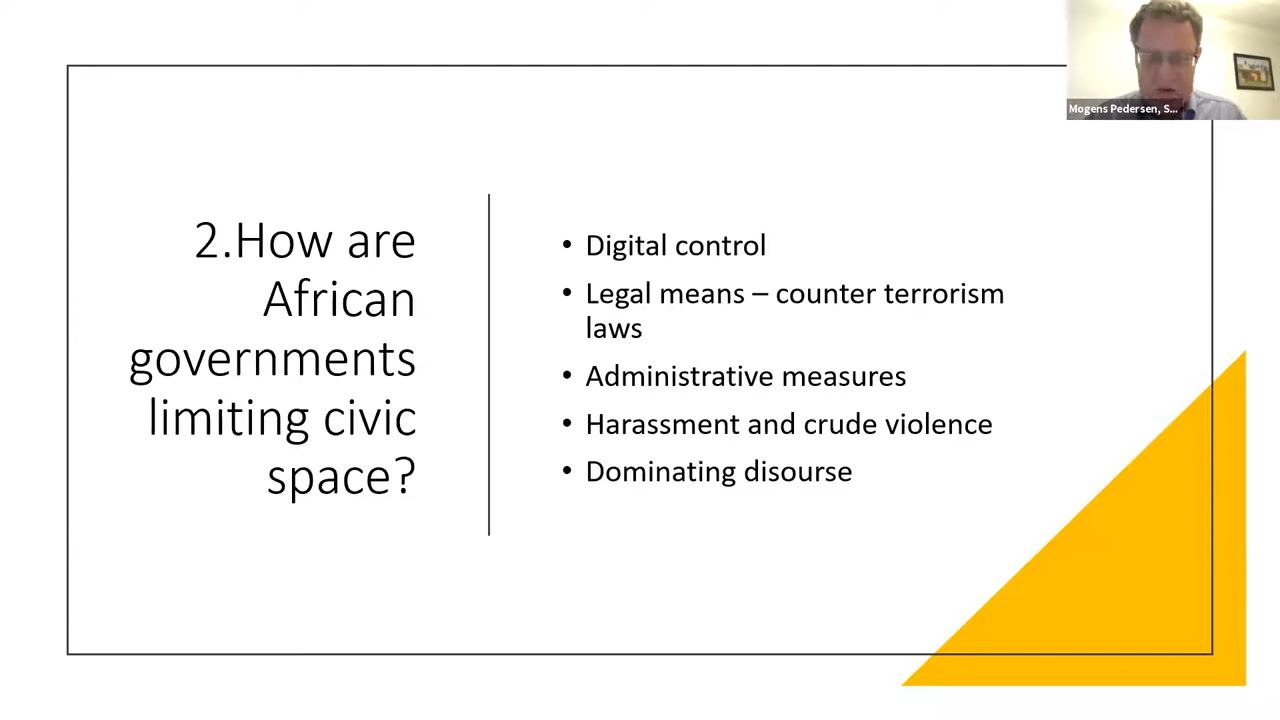 Mogens Pedersen, S...
2.How are
African
governments
limiting civic
space?
• Digital control
• Legal means – counter terrorism
laws
• Administrative measures
• Harassment and crude violence
• Dominating disourse